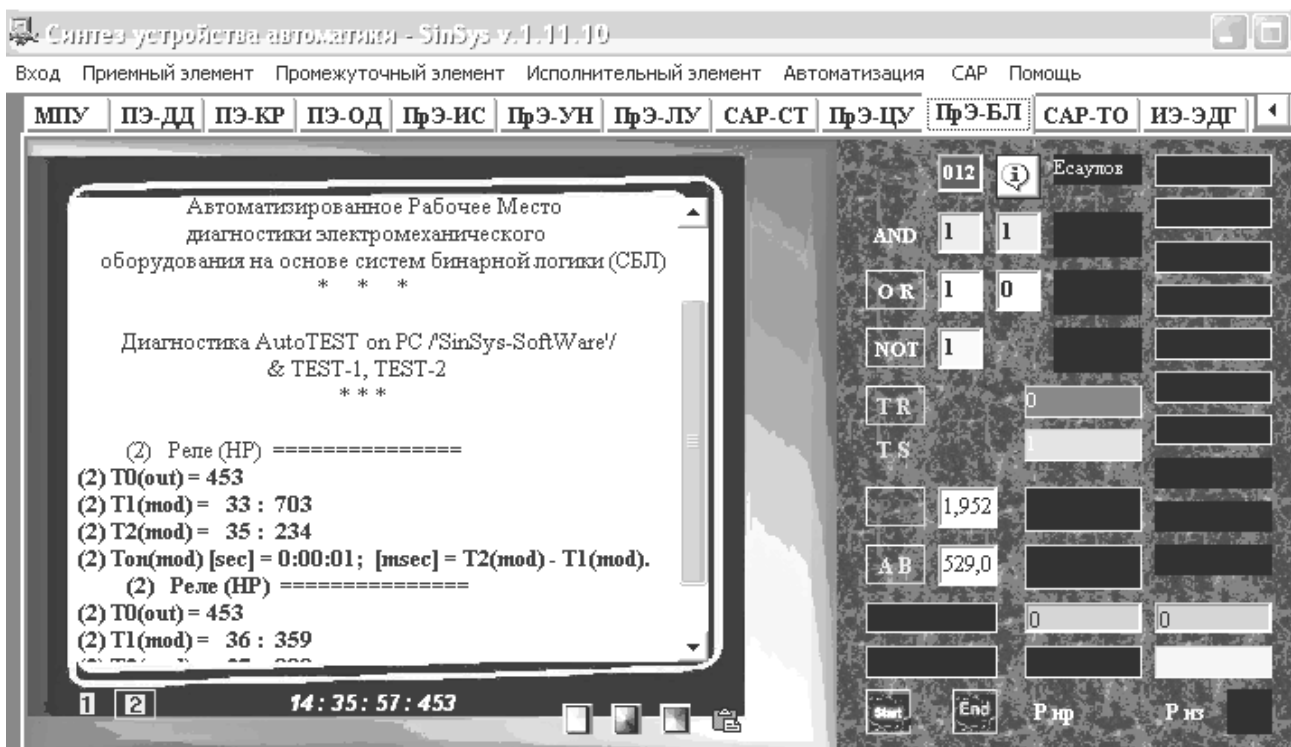 Синтез устройства автоматики - SinSys v.1.11.10
Вход Приемный элемент Промежуточный элемент Исполнительный элемент Автоматизация САР Помощь
МПУ ПЭ-ДД ПЭ-КР ПЭ-ОД ПрЭ-ИС ПрЭ-УН ПрЭ-ЛУ САР-СТ ПрЭ-ЦУ ПрЭ-БЛ САР-ТО ИЭ-ЭДГ
Автоматизированное Рабочее Место
диагностики электромеханического
оборудования на основе систем бинарной логики (СБЛ)
* * *
Диагностика AutoTEST on PC /'SinSys-SoftWare'/
& TEST-1, TEST-2
* * *
(2) Реле (НР) ===============
(2) T0(out) = 453
(2) T1(mod) = 33 : 703
(2) T2(mod) = 35 : 234
(2) Ton(mod) [sec] = 0:00:01; [msec] = T2(mod) - T1(mod).
(2) Реле (НР) ===============
(2) T0(out) = 453
(2) T1(mod) = 36 : 359
1 2 14 : 35 : 57 : 453
012 Есаулов
AND 1 1
O R 1 0
NOT 1
T R 0
T S 1
1,952
A B 529,0
0 0
Start End Р нр Р нз